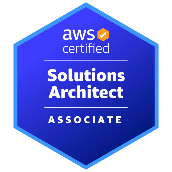 aws
certified
Solutions
Architect
ASSOCIATE